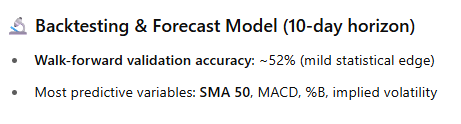 🔬 Backtesting & Forecast Model (10-day horizon)
• Walk-forward validation accuracy: ~52% (mild statistical edge)
• Most predictive variables: SMA 50, MACD, %B, implied volatility